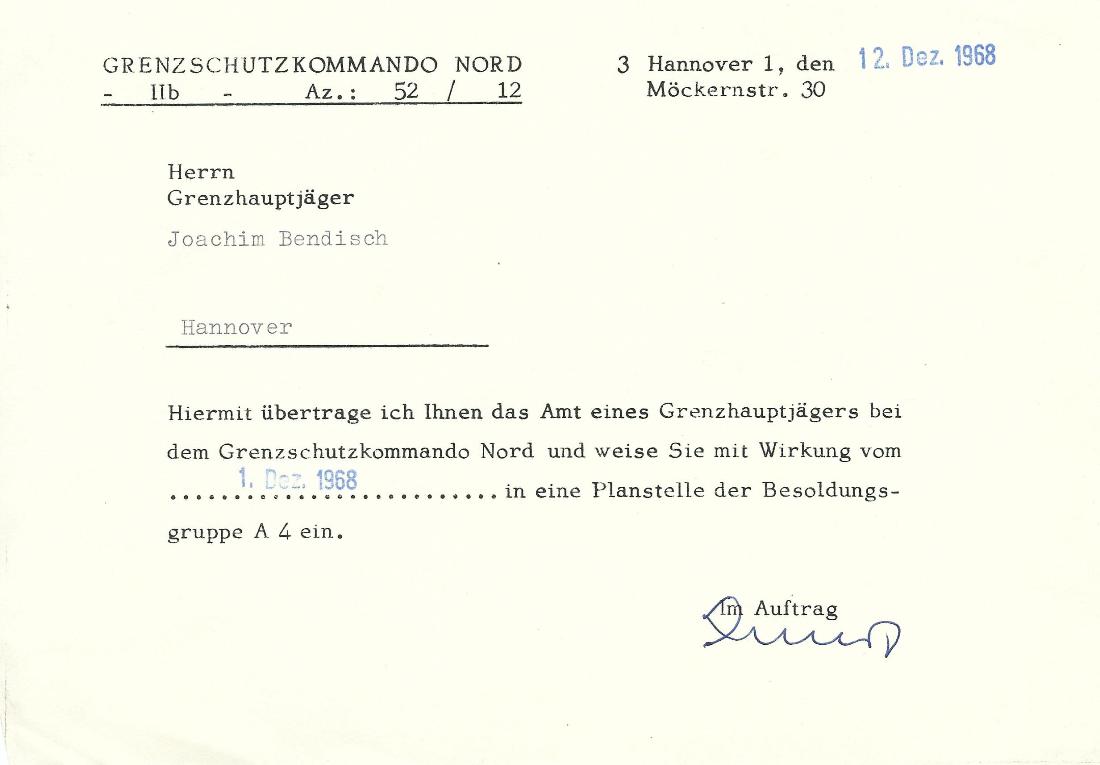 GRENZSCHUTZKOMMANDO NORD
- IIb - Az.: 52 / 12
3 Hannover 1, den 12. Dez. 1968
Möckernstr. 30
Herrn
Grenzhauptjäger
Joachim Bendisch
Hannover
Hiermit übertrage ich Ihnen das Amt eines Grenzhauptjägers bei
dem Grenzschutzkommando Nord und weise Sie mit Wirkung vom
1. Dez. 1968 in eine Planstelle der Besoldungs-
gruppe A 4 ein.
Im Auftrag